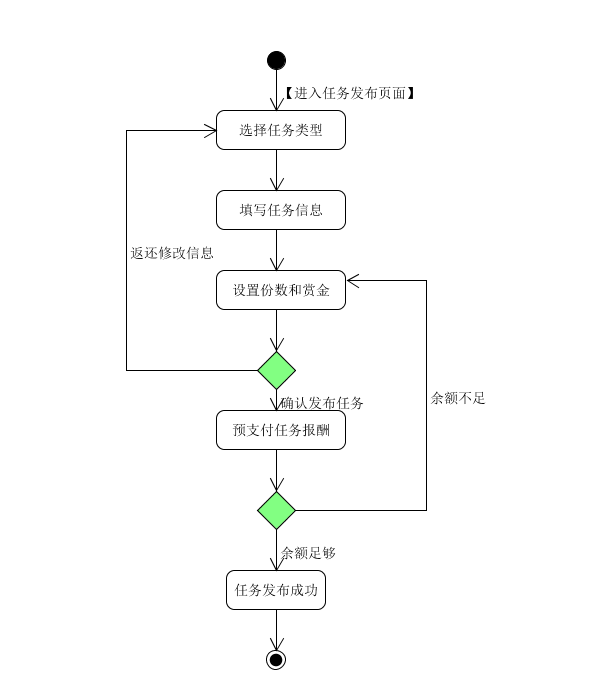 【进入任务发布页面】
选择任务类型
填写任务信息
返还修改信息
设置份数和赏金
确认发布任务
余额不足
预支付任务报酬
余额足够
任务发布成功